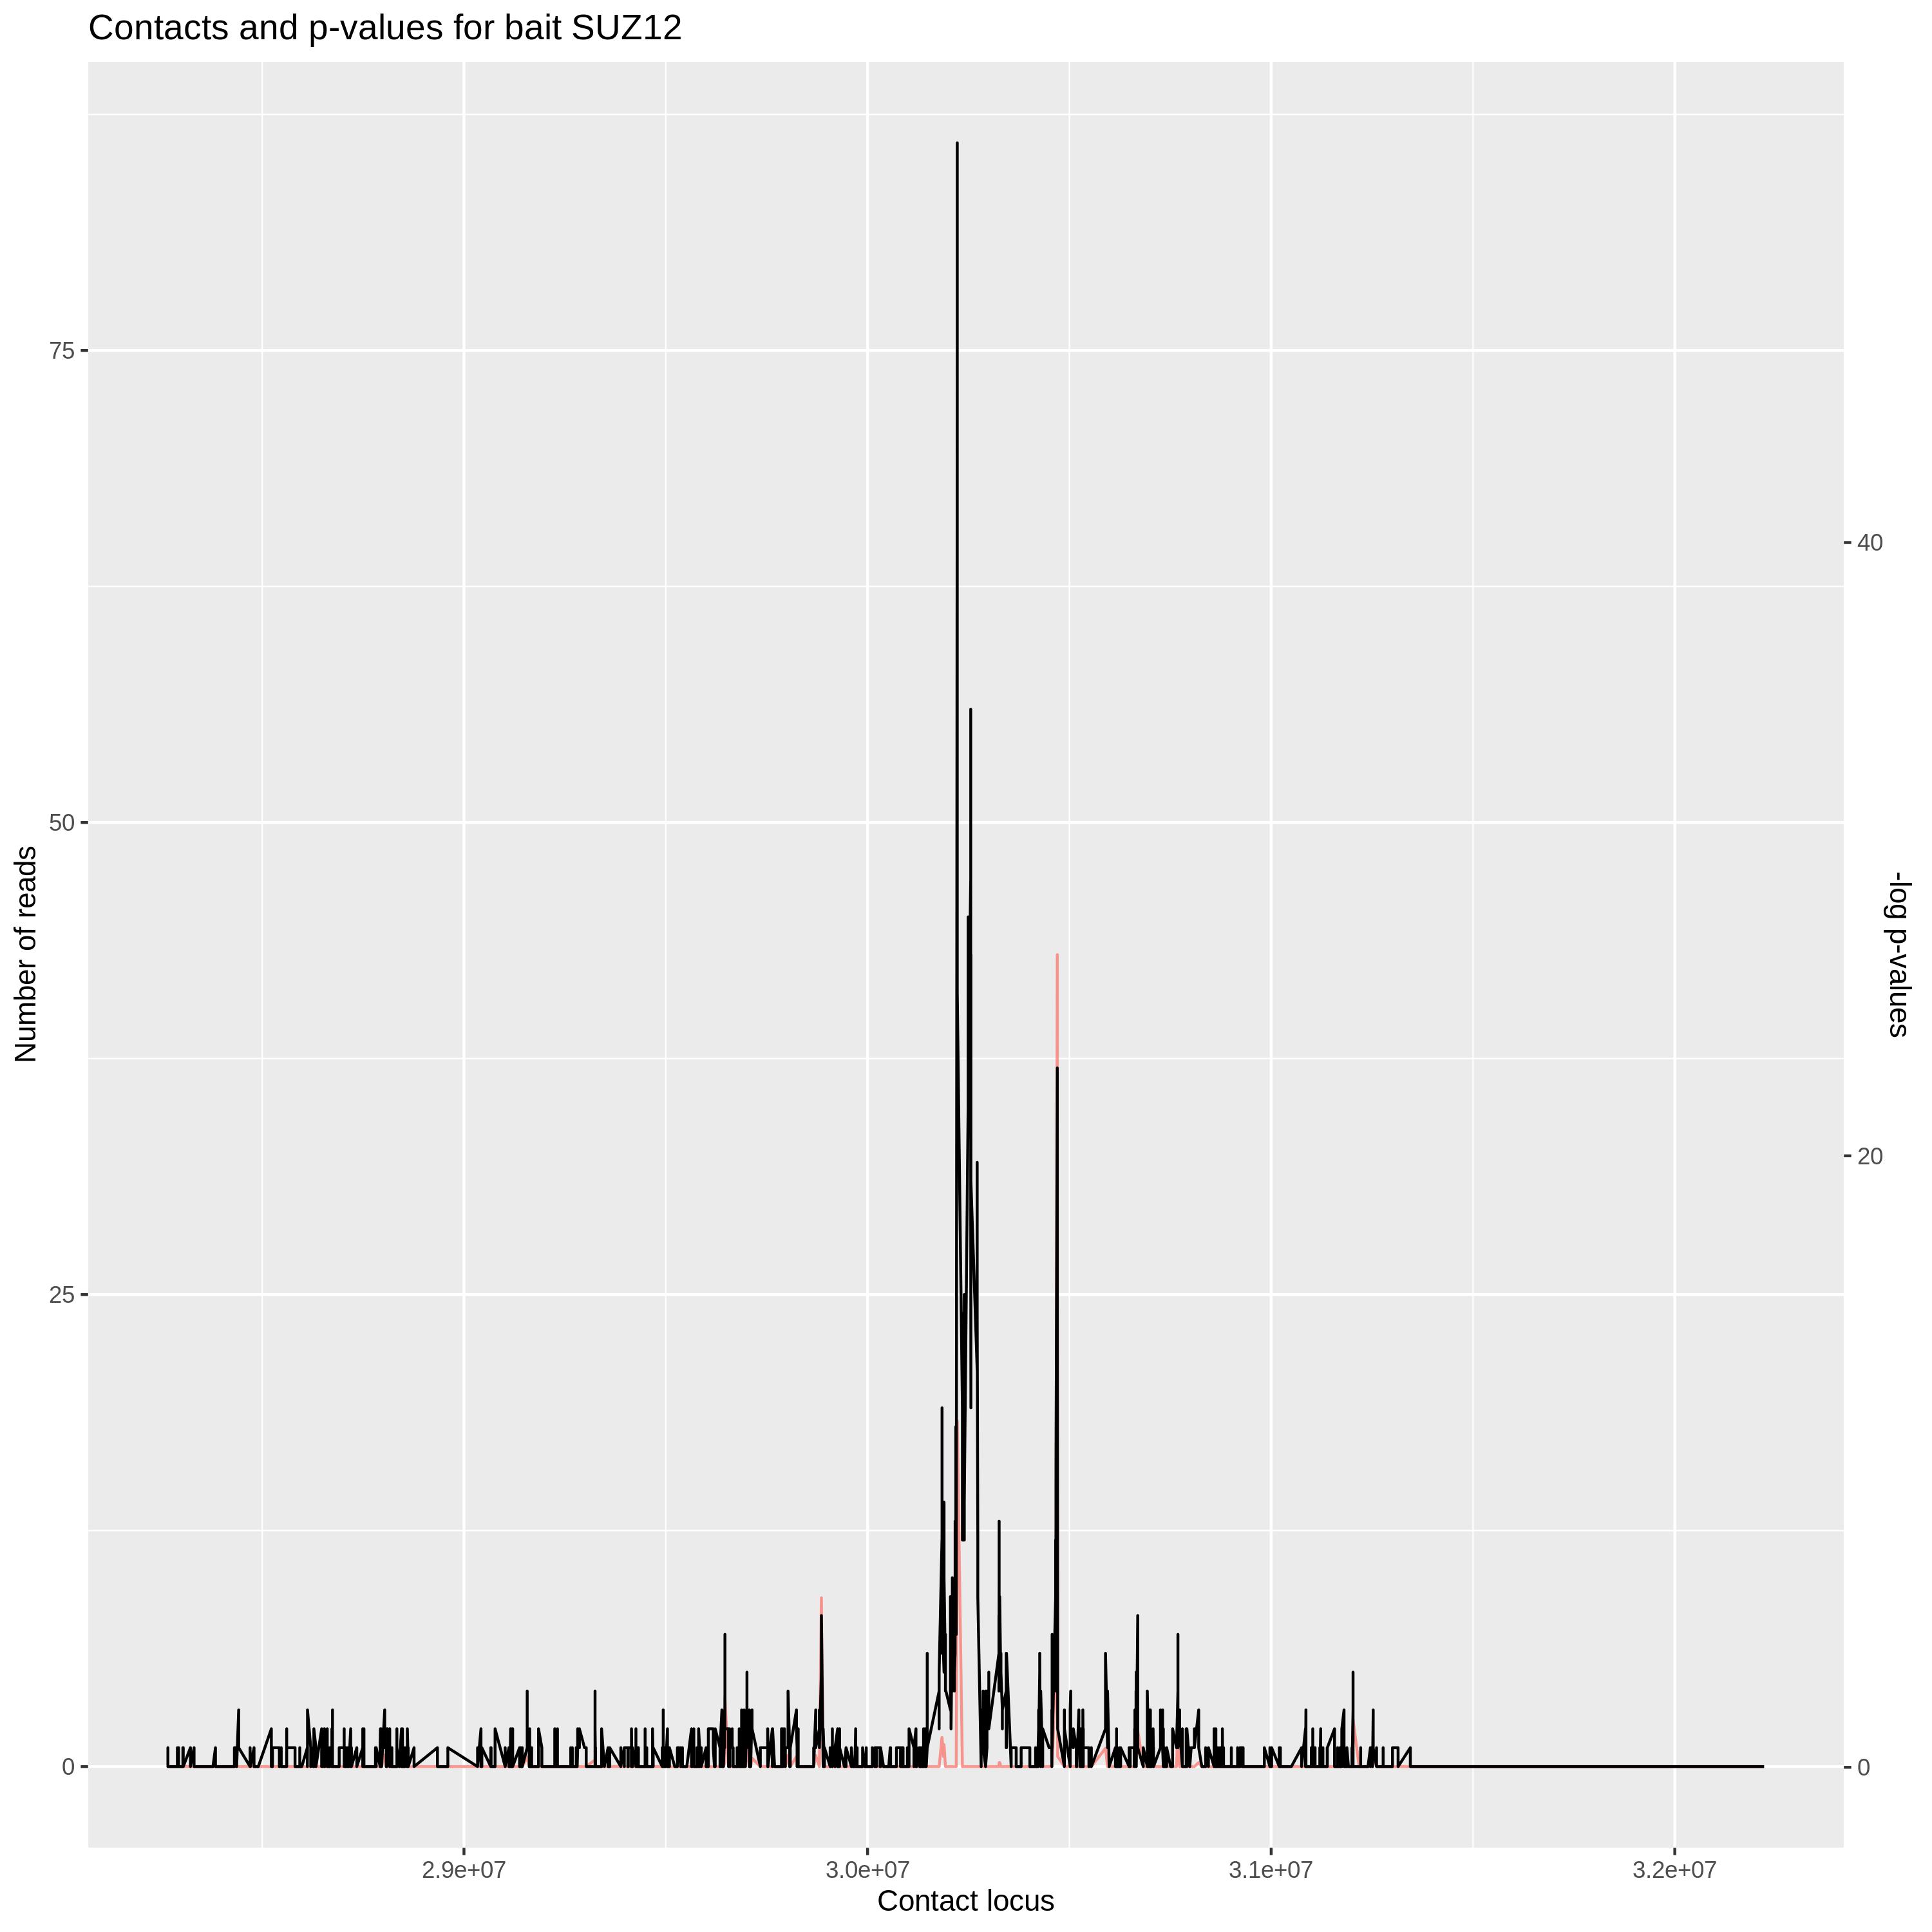 Contacts and p-values for bait SUZ12
75
50
25
0
Number of reads
40
20
0
-log p-values
2.9e+07
3.0e+07
3.1e+07
3.2e+07
Contact locus